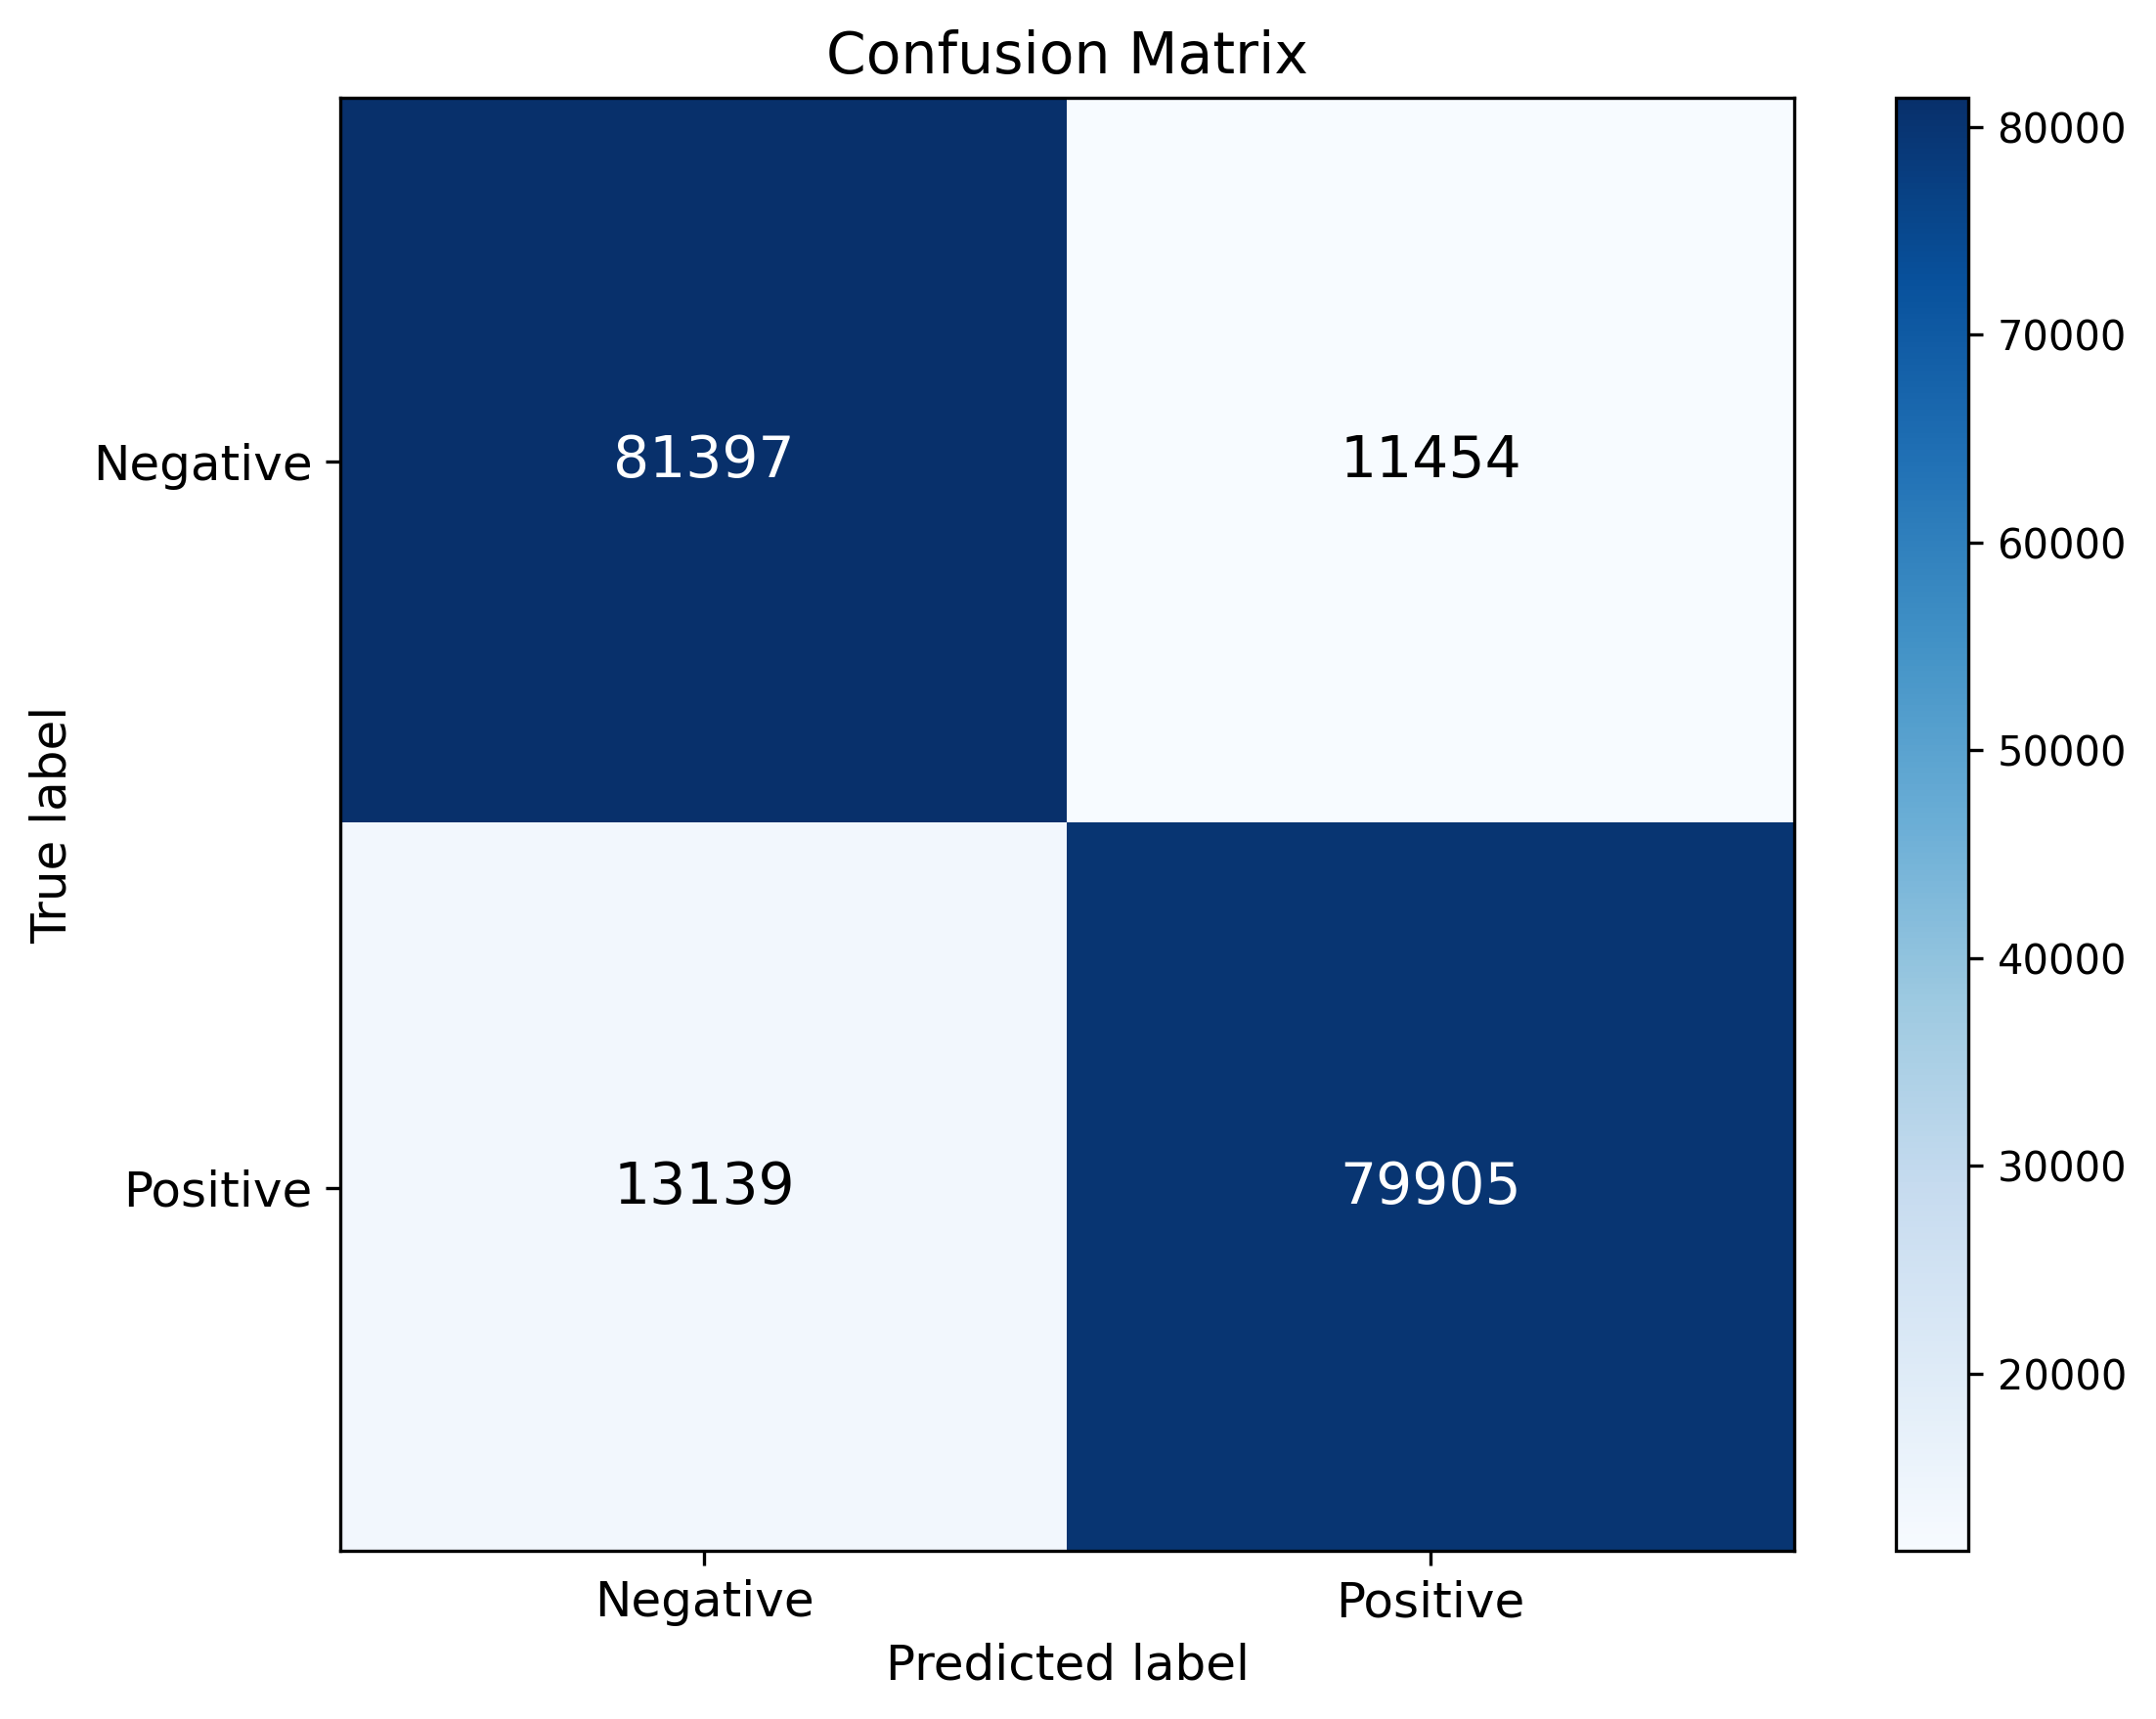 Confusion Matrix
True label
Negative
Positive
81397
11454
13139
79905
Negative
Positive
Predicted label
80000
70000
60000
50000
40000
30000
20000